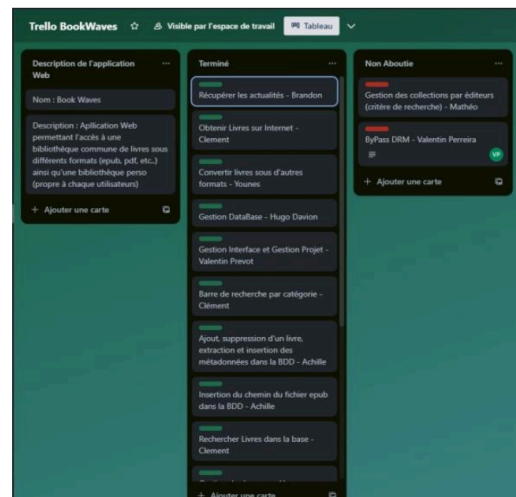 Trello BookWaves
Visible par l'espace de travail
Tableau
Description de l'application
Web
Nom : Book Waves
Description : Apllication Web
permettant l'accès à une
bibliothèque commune de livres sous
différents formats (epub, pdf, etc..)
ainsi qu'une bibliothèque perso
(propre à chaque utilisateurs)
+ Ajouter une carte
Terminé
Récupérer les actualités - Brandon
Obtenir Livres sur Internet -
Clement
Convertir livres sous d'autres
formats - Younes
Gestion DataBase - Hugo Davion
Gestion Interface et Gestion Projet -
Valentin Prevot
Barre de recherche par catégorie -
Clément
Ajout, suppression d'un livre,
extraction et insertion des
métadonnées dans la BDD - Achille
Insertion du chemin du fichier epub
dans la BDD - Achille
Rechercher Livres dans la base -
Clement
+ Ajouter une carte
Non Aboutie
Gestion des collections par éditeurs
(critère de recherche) - Mathéo
ByPass DRM - Valentin Perreira
VP
+ Ajouter une carte